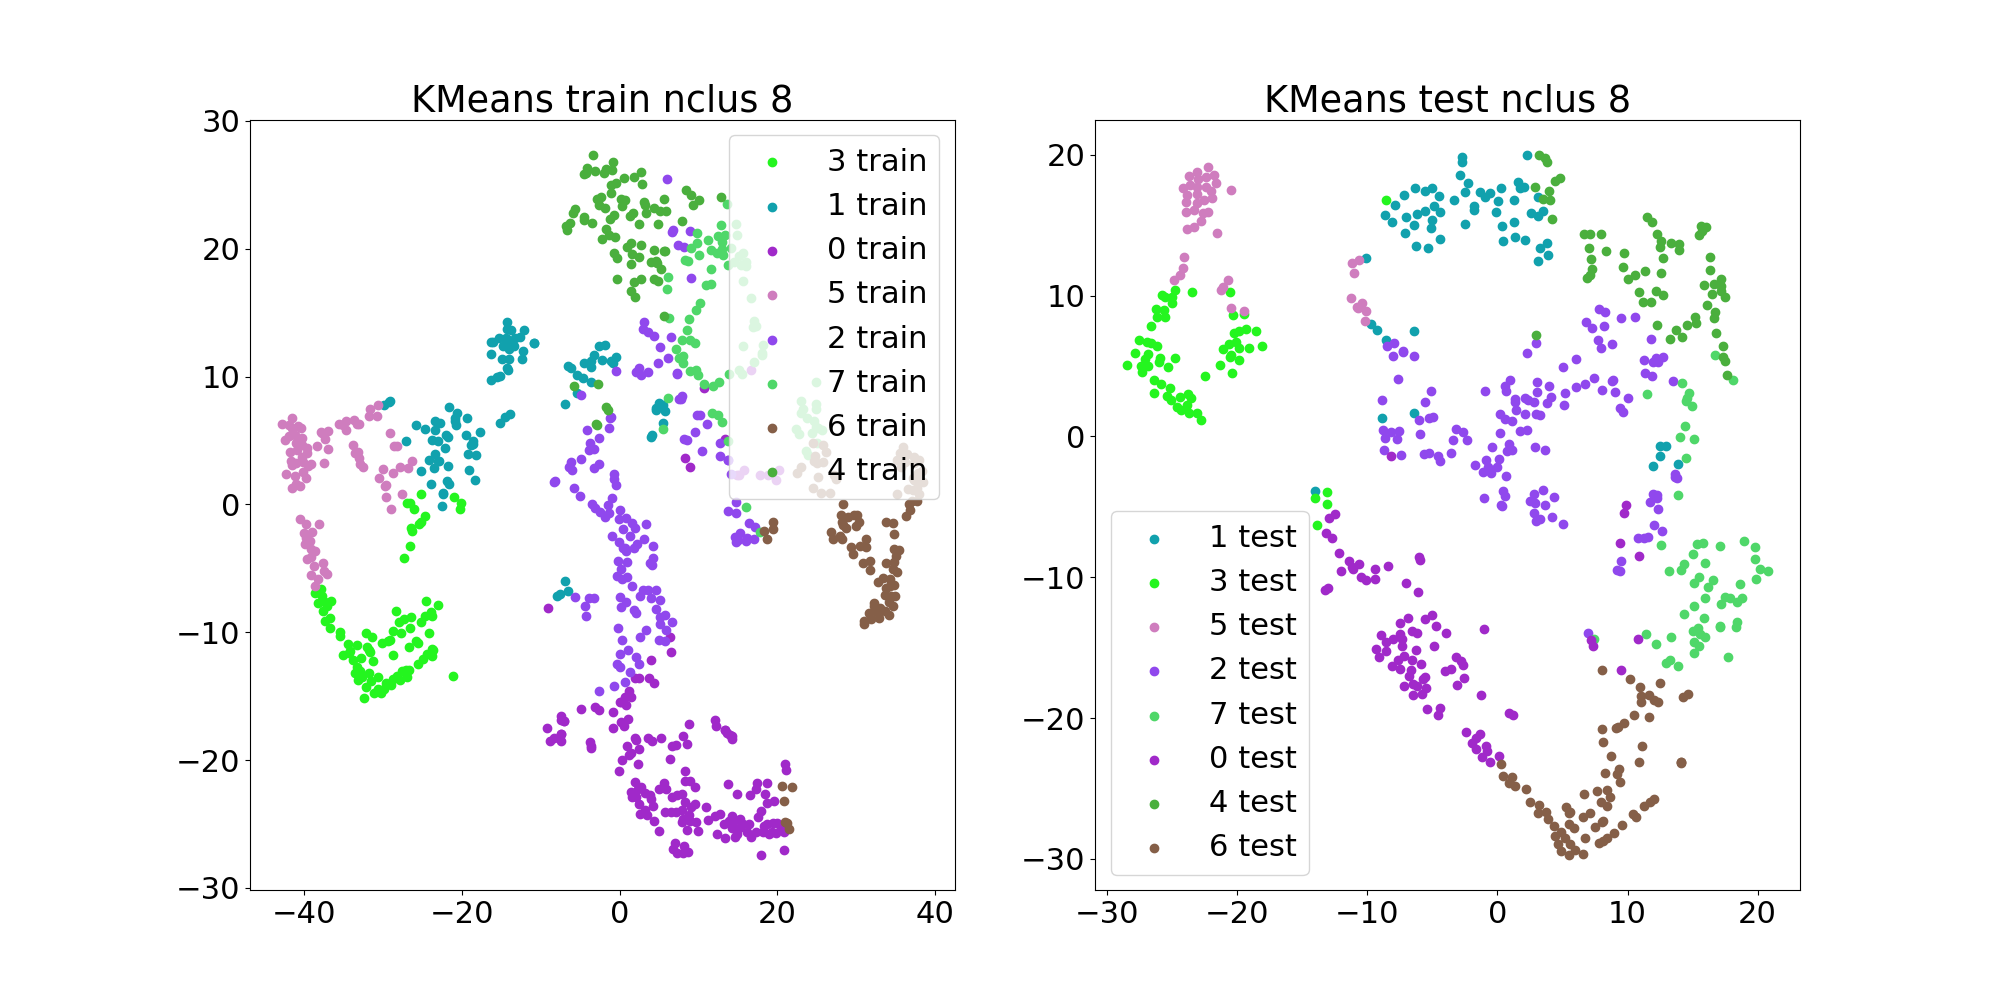 KMeans train nclus 8
30
20
10
0
−10
−20
−30
−40
−20
0
20
40
3 train
1 train
0 train
5 train
2 train
7 train
6 train
4 train
KMeans test nclus 8
20
10
0
−10
−20
−30
−30
−20
−10
0
10
20
1 test
3 test
5 test
2 test
7 test
0 test
4 test
6 test